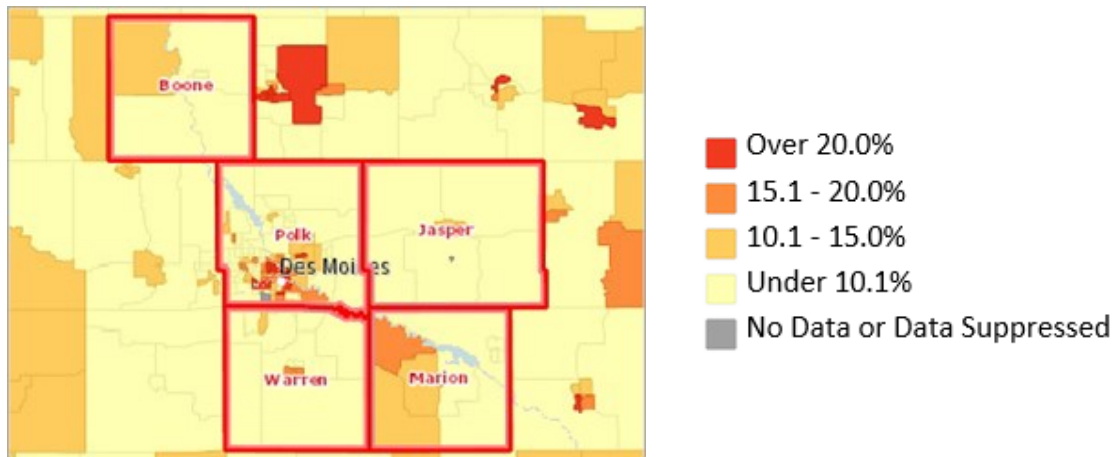 Boone
Polk
Jasper
Des Moines
Warren
Marion
Over 20.0%
15.1 - 20.0%
10.1 - 15.0%
Under 10.1%
No Data or Data Suppressed